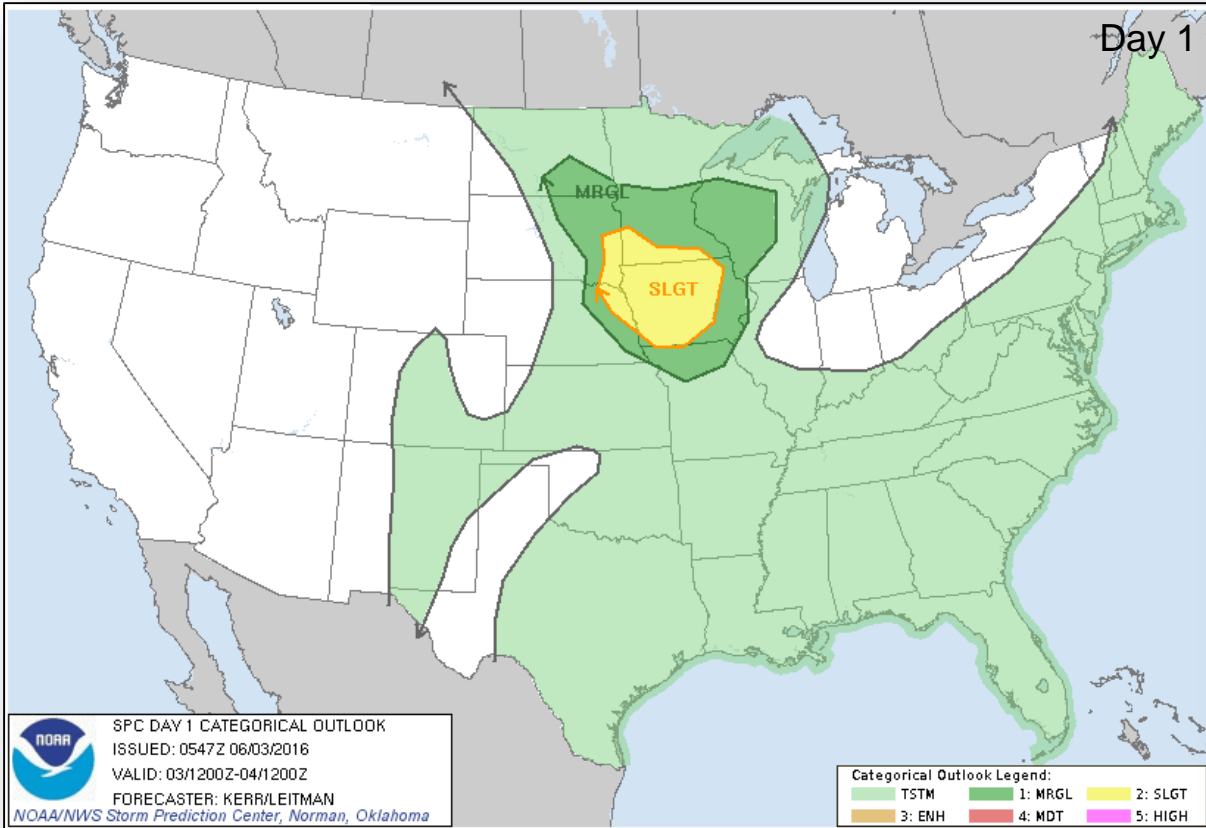 Day 1
MRGL
SLGT
NOAA
SPC DAY 1 CATEGORICAL OUTLOOK
ISSUED: 0547Z 06/03/2016
VALID: 03/1200Z-04/1200Z
FORECASTER: KERR/LEITMAN
NOAA/NWS Storm Prediction Center, Norman, Oklahoma
Categorical Outlook Legend:
TSTM 1: MRGL 2: SLGT
3: ENH 4: MDT 5: HIGH